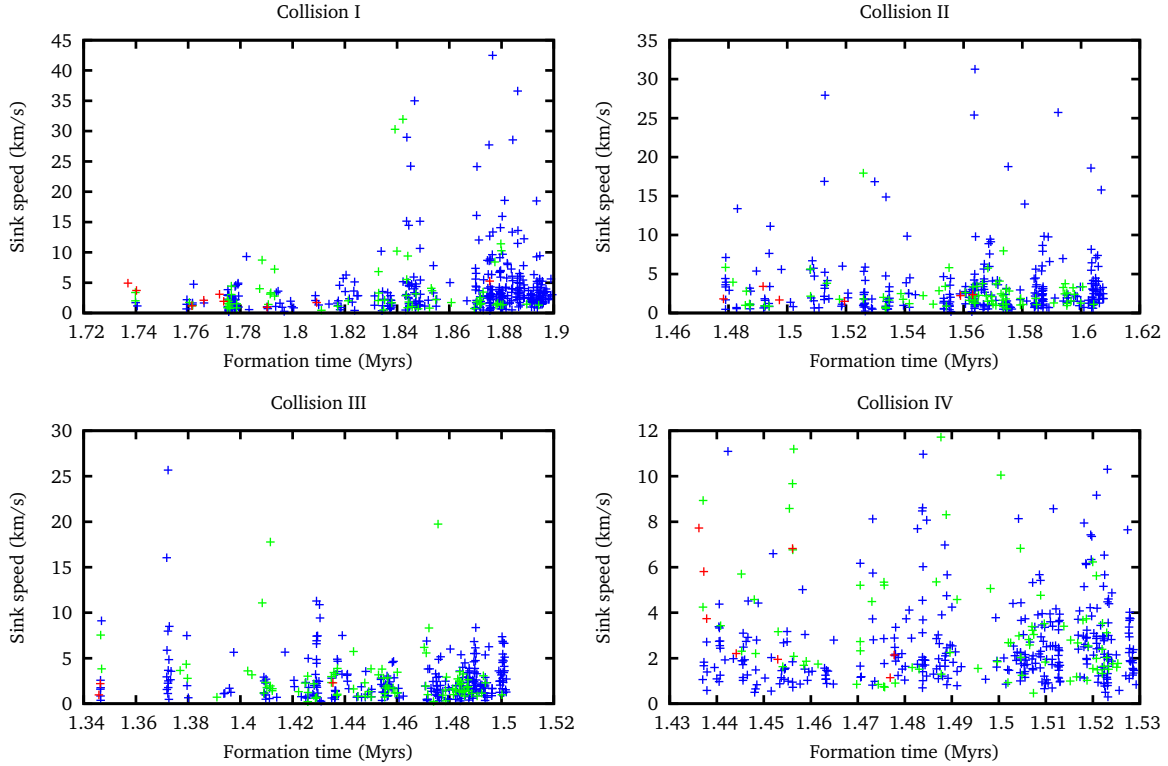 Collision I
Collision II
45
40
35
30
25
20
15
10
5
0
Sink speed (km/s)
1.72 1.74 1.76 1.78 1.8 1.82 1.84 1.86 1.88 1.9
Formation time (Myrs)
35
30
25
20
15
10
5
0
Sink speed (km/s)
1.46 1.48 1.5 1.52 1.54 1.56 1.58 1.6 1.62
Formation time (Myrs)
Collision III
Collision IV
30
25
20
15
10
5
0
Sink speed (km/s)
1.34 1.36 1.38 1.4 1.42 1.44 1.46 1.48 1.5 1.52
Formation time (Myrs)
12
10
8
6
4
2
0
Sink speed (km/s)
1.43 1.44 1.45 1.46 1.47 1.48 1.49 1.5 1.51 1.52 1.53
Formation time (Myrs)